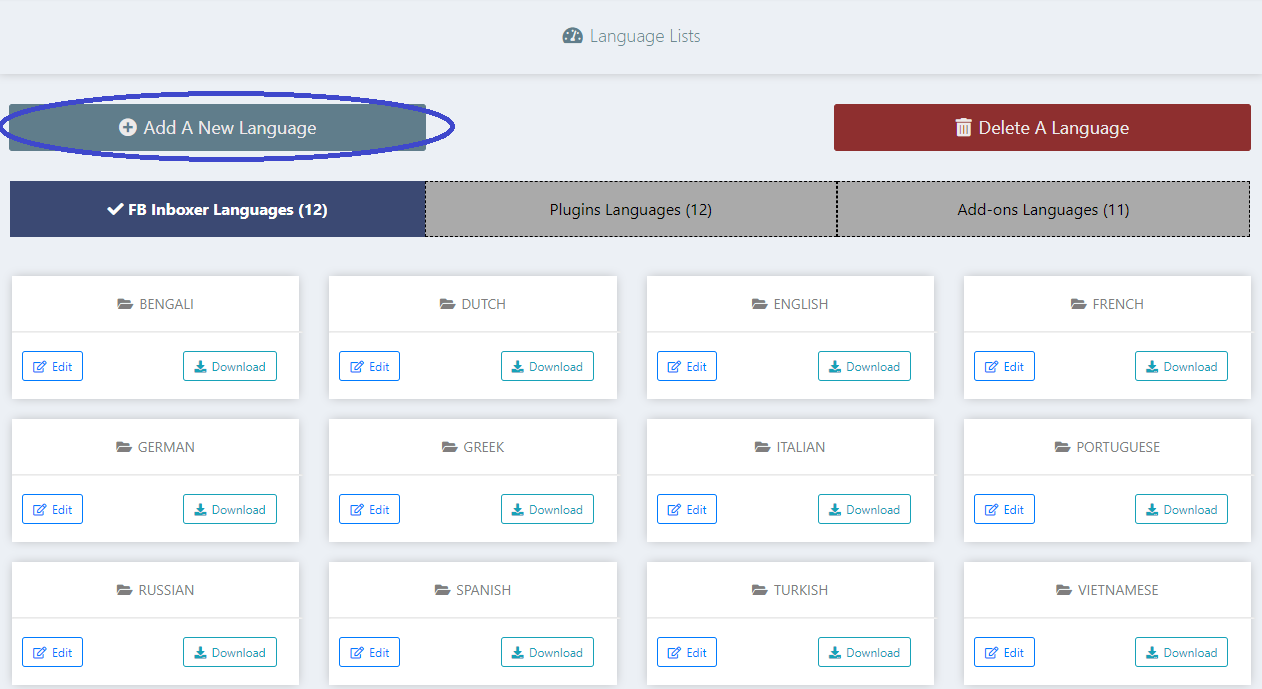 Language Lists
Add A New Language
Delete A Language
FB Inboxer Languages (12)
Plugins Languages (12)
Add-ons Languages (11)
BENGALI
DUTCH
ENGLISH
FRENCH
Edit
Download
Edit
Download
Edit
Download
Edit
Download
GERMAN
GREEK
ITALIAN
PORTUGUESE
Edit
Download
Edit
Download
Edit
Download
Edit
Download
RUSSIAN
SPANISH
TURKISH
VIETNAMESE
Edit
Download
Edit
Download
Edit
Download
Edit
Download